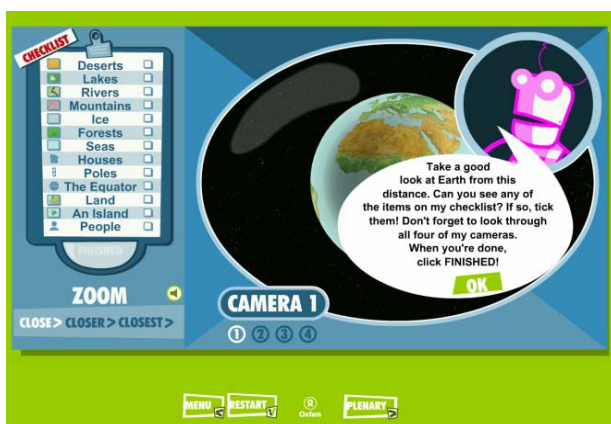 CHECKLIST
Deserts
Lakes
Rivers
Mountains
Ice
Forests
Seas
Houses
Poles
The Equator
Land
An Island
People
FINISHED
ZOOM
CLOSE> CLOSER> CLOSEST>
Take a good
look at Earth from this
distance. Can you see any of
the items on my checklist? If so, tick
them! Don't forget to look through
all four of my cameras.
When you're done,
click FINISHED!
OK
CAMERA 1
1 2 3 4
MENU < RESTART V Oxfam PLENARY >